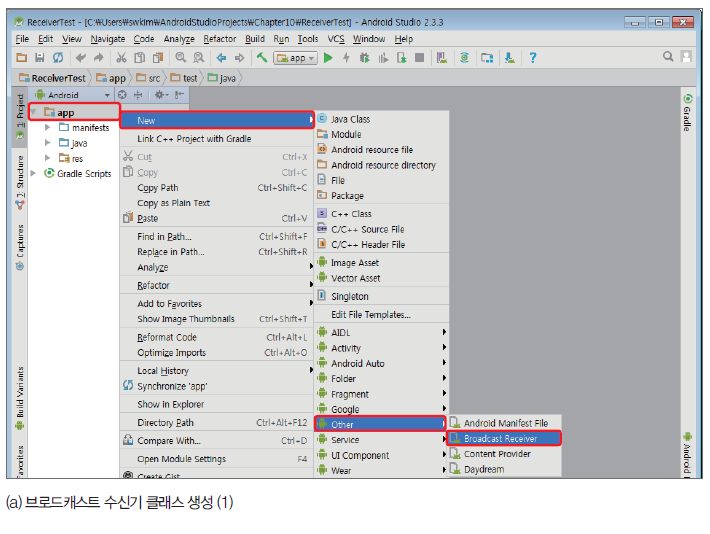 ReceiverTest - [C:₩Users₩swkim₩AndroidStudioProjects₩Chapter10₩ReceiverTest] - Android Studio 2.3.3
File Edit View Navigate Code Analyze Refactor Build Run Tools VCS Window Help
app
ReceiverTest app src test java
1: Project
Android
app
manifests
java
res
Gradle Scripts
7: Structure
Captures
Build Variants
Favorites
New
Link C++ Project with Gradle
Cut Ctrl+X
Copy Ctrl+C
Copy Path Ctrl+Shift+C
Copy as Plain Text
Paste Ctrl+V
Find in Path... Ctrl+Shift+F
Replace in Path... Ctrl+Shift+R
Analyze
Refactor
Add to Favorites
Show Image Thumbnails Ctrl+Shift+T
Reformat Code Ctrl+Alt+L
Optimize Imports Ctrl+Alt+O
Local History
Synchronize 'app'
Show in Explorer
Directory Path Ctrl+Alt+F12
Compare With... Ctrl+D
Open Module Settings F4
Create Gist...
Java Class
Module
Android resource file
Android resource directory
File
Package
C++ Class
C/C++ Source File
C/C++ Header File
Image Asset
Vector Asset
Singleton
Edit File Templates...
AIDL
Activity
Android Auto
Folder
Fragment
Google
Other
Service
UI Component
Wear
Android Manifest File
Broadcast Receiver
Content Provider
Daydream
Gradle
Android
(a) 브로드캐스트 수신기 클래스 생성 (1)